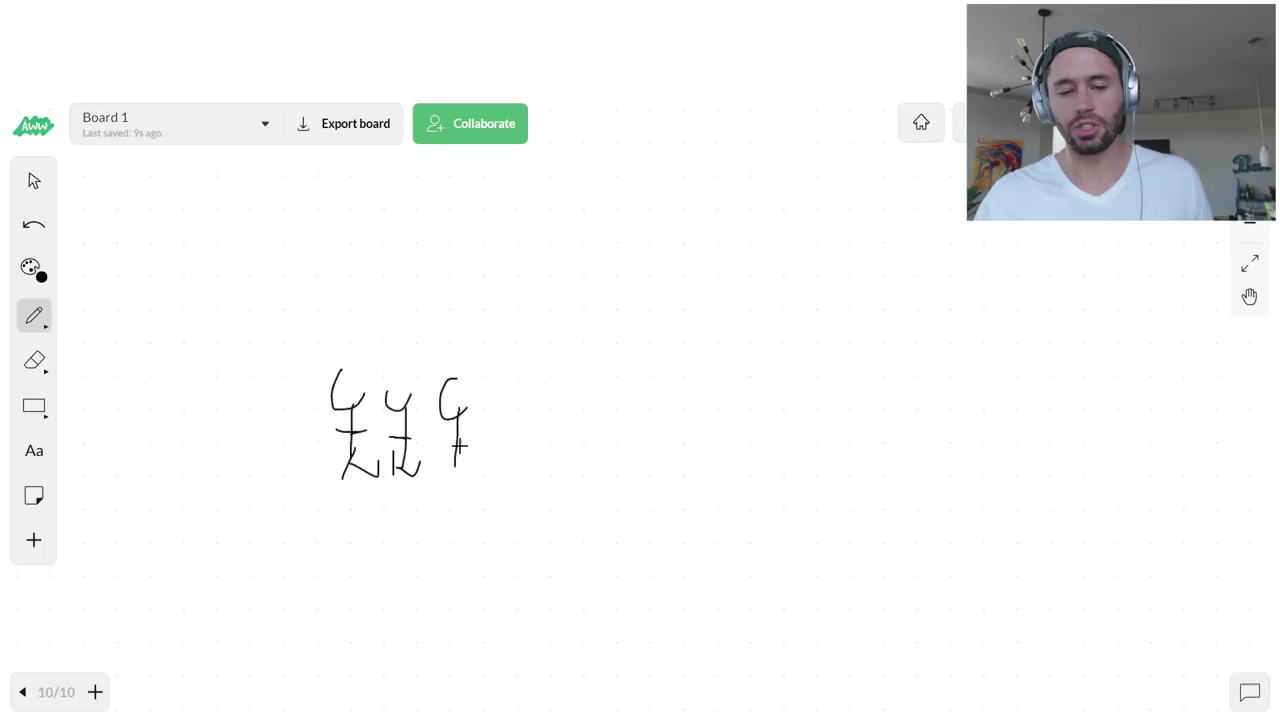 AWW
Board 1
Last saved: 9s ago.
Export board
Collaborate
Aa
10/10